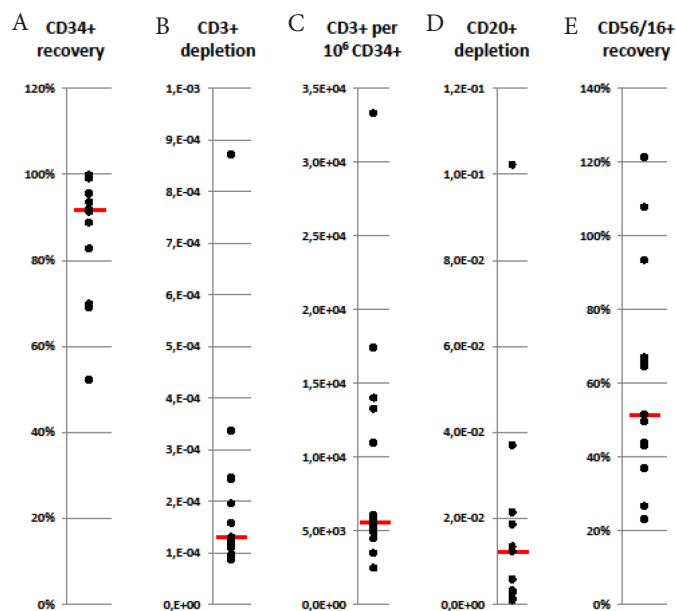 A
CD34+
recovery
120%
100%
80%
60%
40%
20%
0%
B
CD3+
depletion
1,E-03
9,E-04
8,E-04
7,E-04
6,E-04
5,E-04
4,E-04
3,E-04
2,E-04
1,E-04
0,E+00
C
CD3+ per
10⁶ CD34+
3,5E+04
3,0E+04
2,5E+04
2,0E+04
1,5E+04
1,0E+04
5,0E+03
0,0E+00
D
CD20+
depletion
1,2E-01
1,0E-01
8,0E-02
6,0E-02
4,0E-02
2,0E-02
0,0E+00
E
CD56/16+
recovery
140%
120%
100%
80%
60%
40%
20%
0%